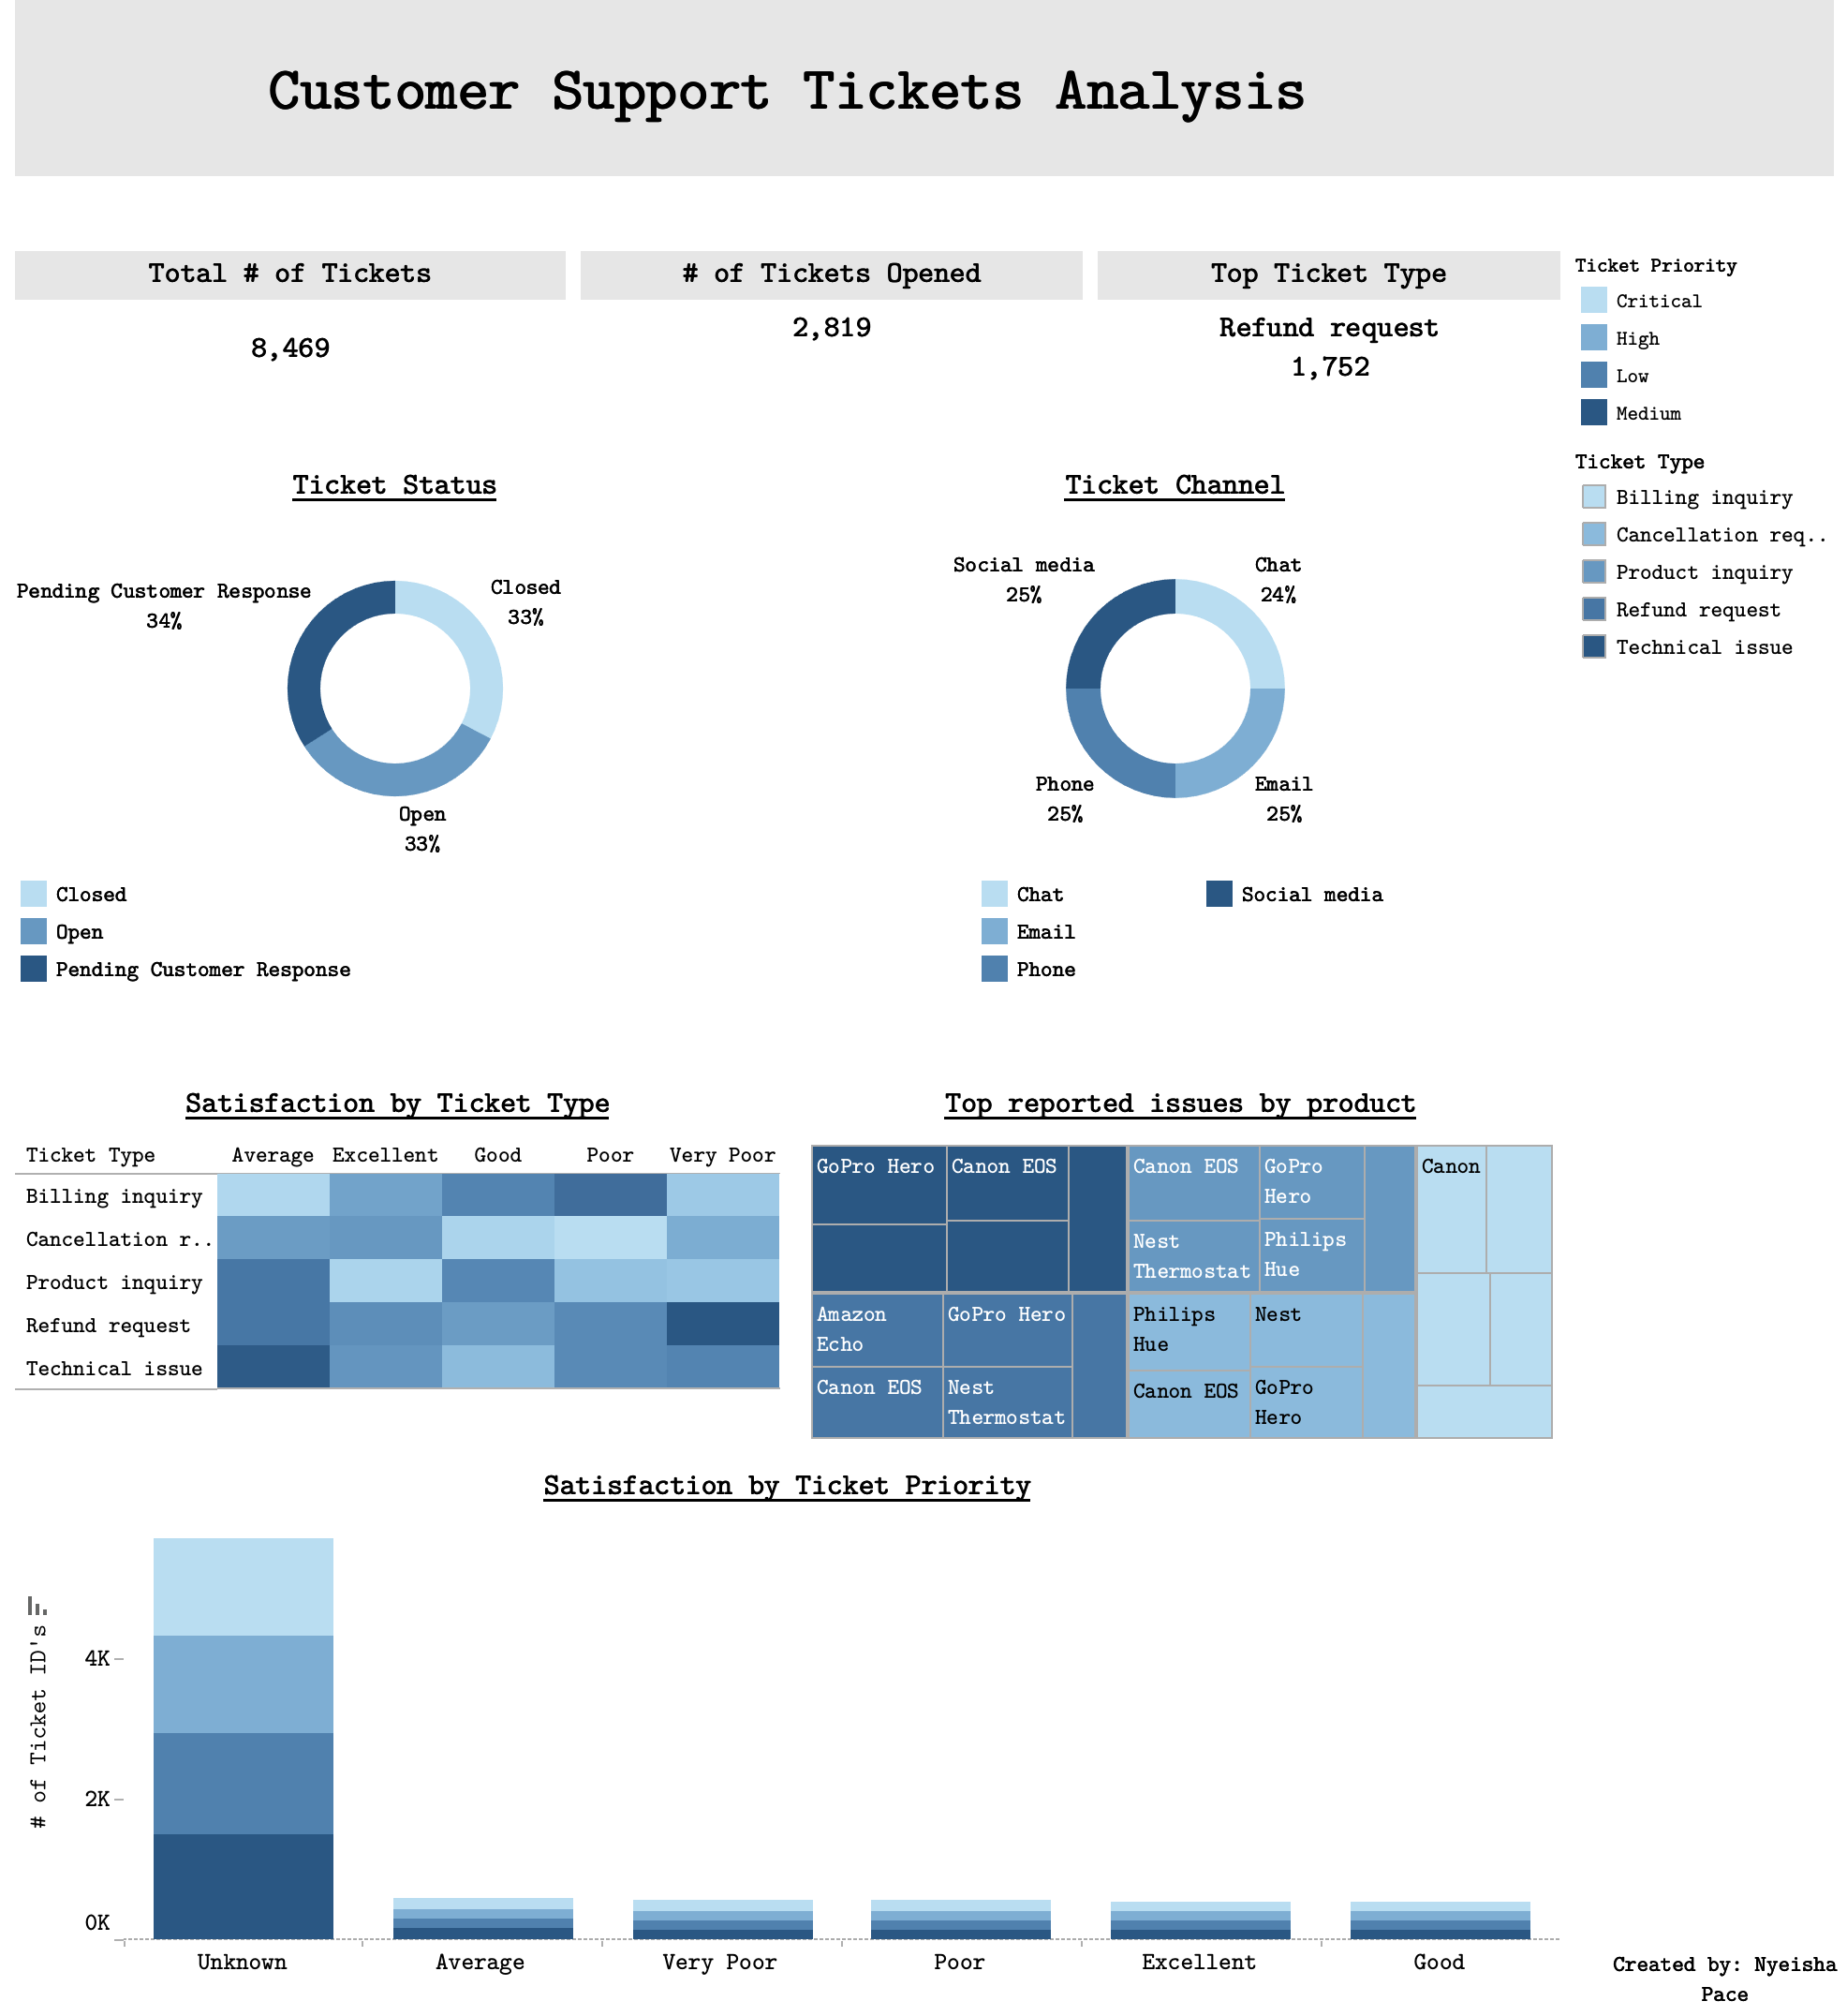 Customer Support Tickets Analysis
Total # of Tickets
8,469
# of Tickets Opened
2,819
Top Ticket Type
Refund request
1,752
Ticket Priority
Critical
High
Low
Medium
Ticket Type
Billing inquiry
Cancellation req..
Product inquiry
Refund request
Technical issue
Ticket Status
Pending Customer Response
34%
Closed
33%
Open
33%
Closed
Open
Pending Customer Response
Ticket Channel
Social media
25%
Chat
24%
Phone
25%
Email
25%
Chat
Email
Phone
Social media
Satisfaction by Ticket Type
Ticket Type Average Excellent Good Poor Very Poor
Billing inquiry
Cancellation r..
Product inquiry
Refund request
Technical issue
Top reported issues by product
GoPro Hero
Canon EOS
Canon EOS
GoPro
Hero
Nest
Thermostat
Philips
Hue
Canon
Amazon
Echo
GoPro Hero
Canon EOS
Nest
Thermostat
Philips
Hue
Nest
Canon EOS
GoPro
Hero
Satisfaction by Ticket Priority
# of Ticket ID's
4K
2K
0K
Unknown Average Very Poor Poor Excellent Good
Created by: Nyeisha
Pace